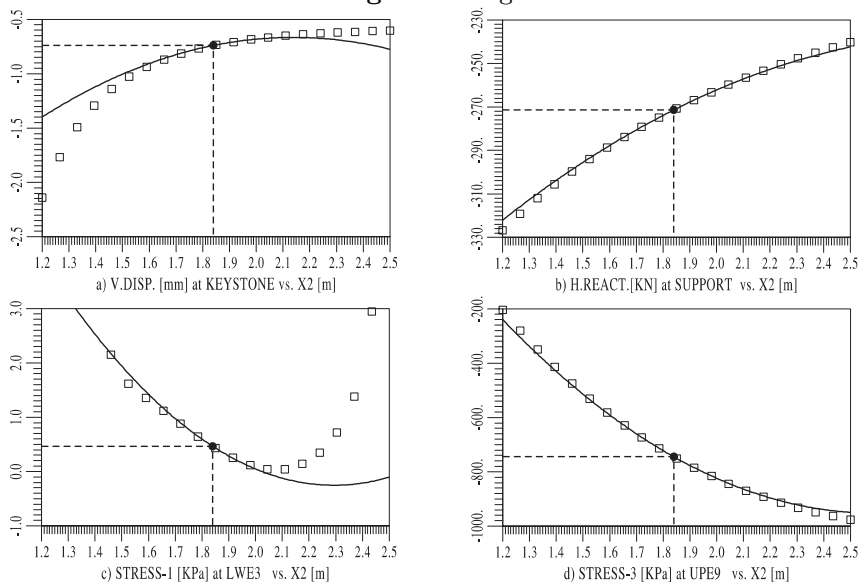 -0.5
-1.0
-1.5
-2.0
-2.5
1.2 1.3 1.4 1.5 1.6 1.7 1.8 1.9 2.0 2.1 2.2 2.3 2.4 2.5
a) V.DISP. [mm] at KEYSTONE vs. X2 [m]
-230.
-250.
-270.
-290.
-310.
-330.
1.2 1.3 1.4 1.5 1.6 1.7 1.8 1.9 2.0 2.1 2.2 2.3 2.4 2.5
b) H.REACT.[KN] at SUPPORT vs. X2 [m]
3.0
2.0
1.0
0.0
-1.0
1.2 1.3 1.4 1.5 1.6 1.7 1.8 1.9 2.0 2.1 2.2 2.3 2.4 2.5
c) STRESS-1 [KPa] at LWE3 vs. X2 [m]
-200.
-400.
-600.
-800.
-1000.
1.2 1.3 1.4 1.5 1.6 1.7 1.8 1.9 2.0 2.1 2.2 2.3 2.4 2.5
d) STRESS-3 [KPa] at UPE9 vs. X2 [m]